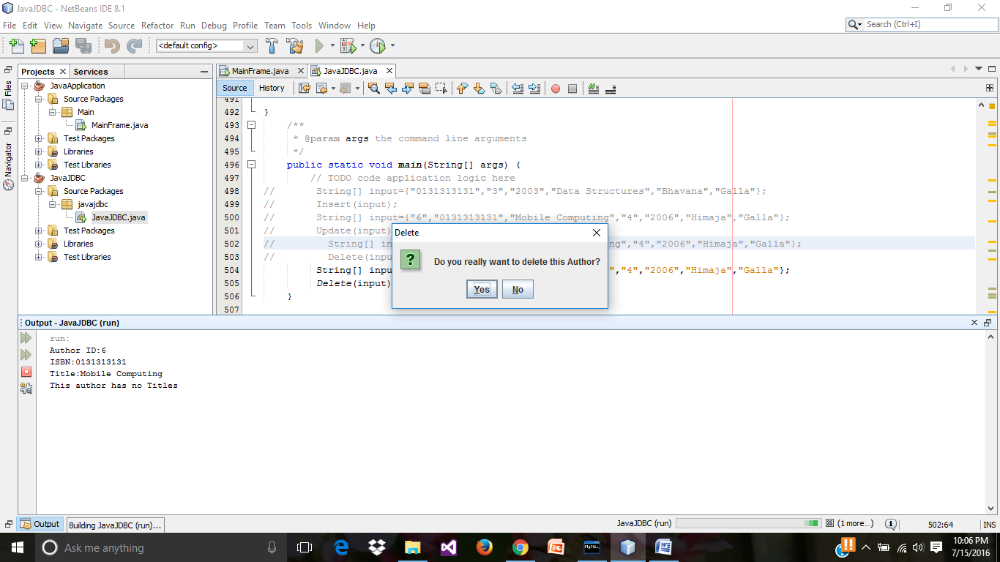 JavaJDBC - NetBeans IDE 8.1
File Edit View Navigate Source Refactor Run Debug Profile Team Tools Window Help
Search (Ctrl+I)
<default config>
Projects
Services
Files
Navigator
JavaApplication
Source Packages
Main
MainFrame.java
Test Packages
Libraries
Test Libraries
JavaJDBC
Source Packages
javajdbc
JavaJDBC.java
Test Packages
Libraries
Test Libraries
MainFrame.java
JavaJDBC.java
Source
History
491
492 }
493 /**
494 * @param args the command line arguments
495 */
496 public static void main(String[] args) {
497 // TODO code application logic here
498 // String[] input={"0131313131","3","2003","Data Structures","Bhavana","Galla"};
499 // Insert(input);
500 // String[] input={"6","0131313131","Mobile Computing","4","2006","Himaja","Galla"};
501 // Update(input)
502 // String[] in ng","4","2006","Himaja","Galla"};
503 // Delete(inpu
504 String[] inpu ","4","2006","Himaja","Galla"};
505 Delete(input)
506 }
507
Delete
?
Do you really want to delete this Author?
Yes
No
Output - JavaJDBC (run)
run:
Author ID:6
ISBN:0131313131
Title:Mobile Computing
This author has no Titles
Output
Building JavaJDBC (run)...
JavaJDBC (run)
(1 more...)
1
502:64
INS
Ask me anything
MySQL
10:06 PM
7/15/2016